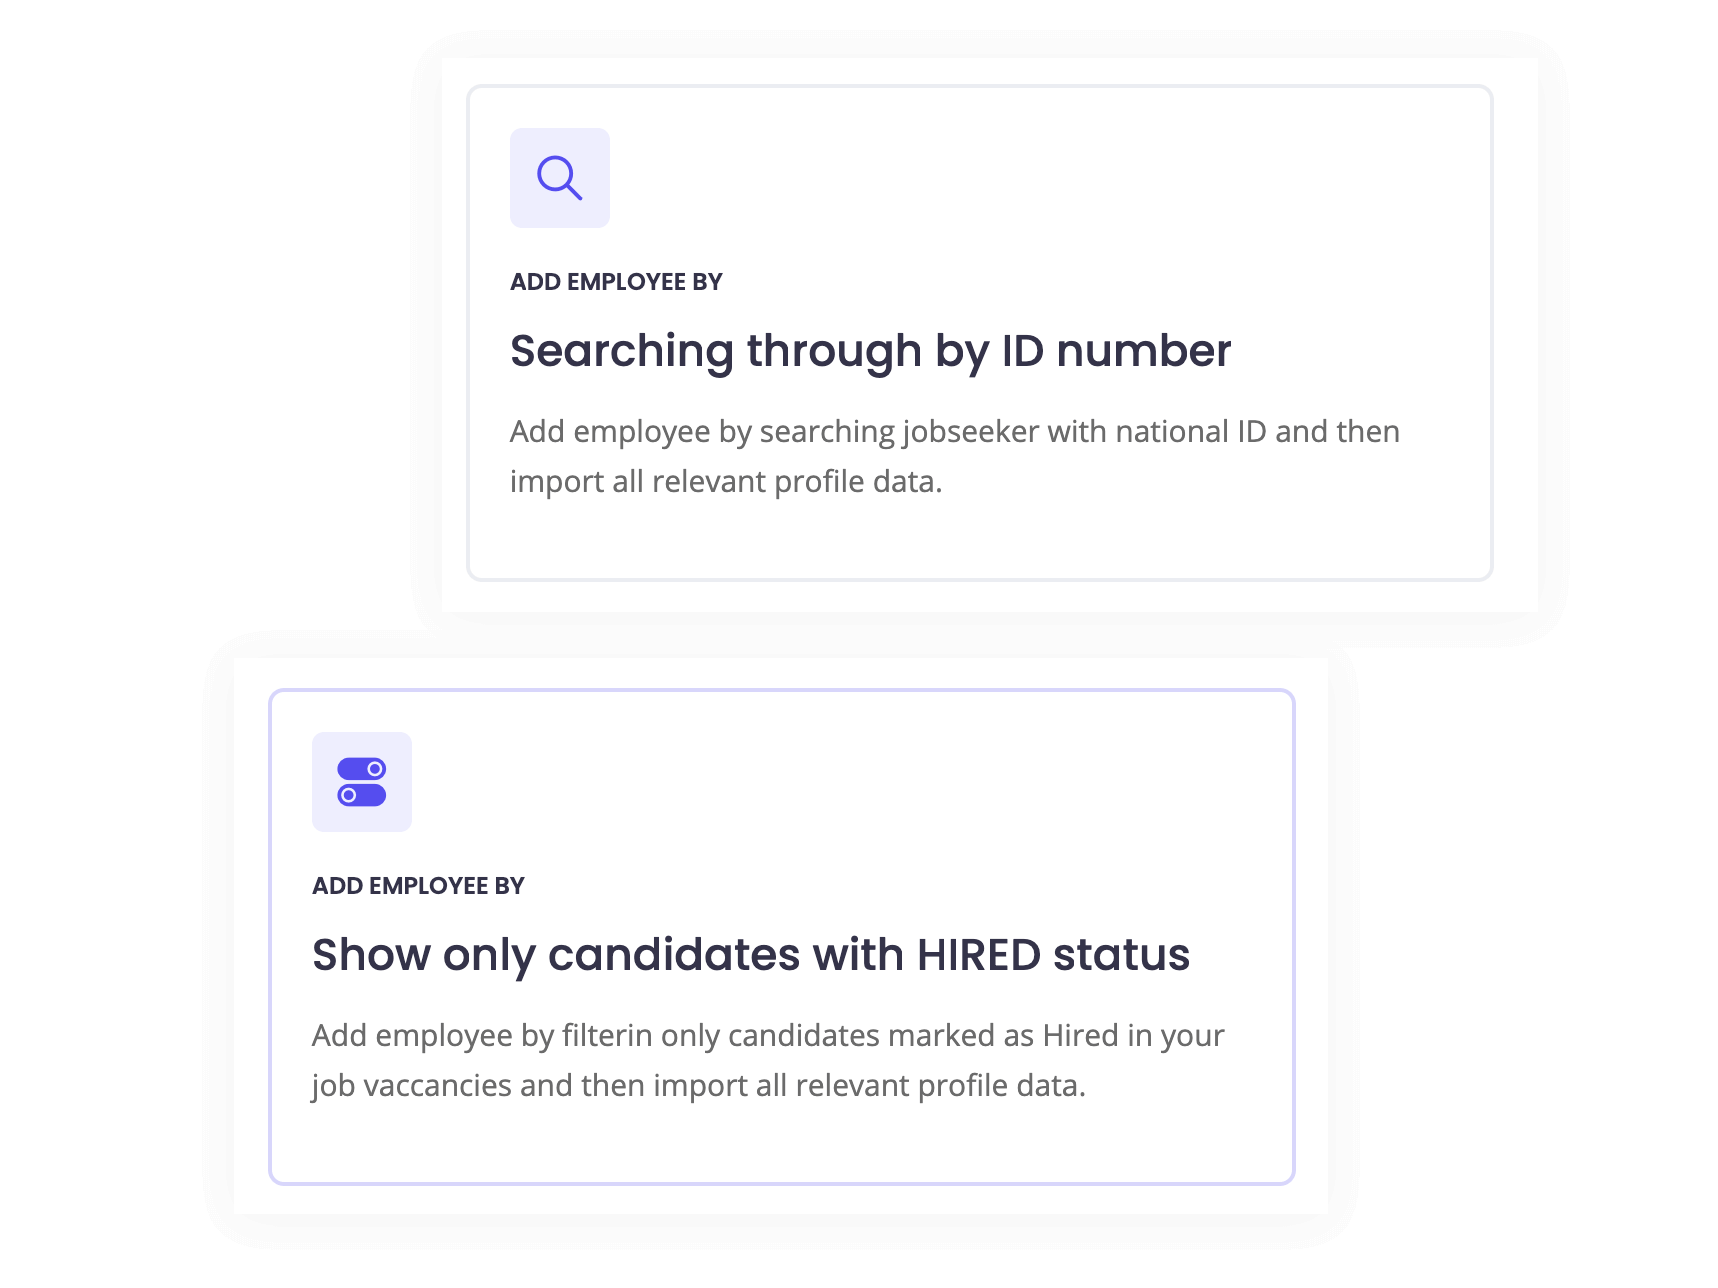 ADD EMPLOYEE BY
Searching through by ID number
Add employee by searching jobseeker with national ID and then
import all relevant profile data.
ADD EMPLOYEE BY
Show only candidates with HIRED status
Add employee by filterin only candidates marked as Hired in your
job vaccancies and then import all relevant profile data.